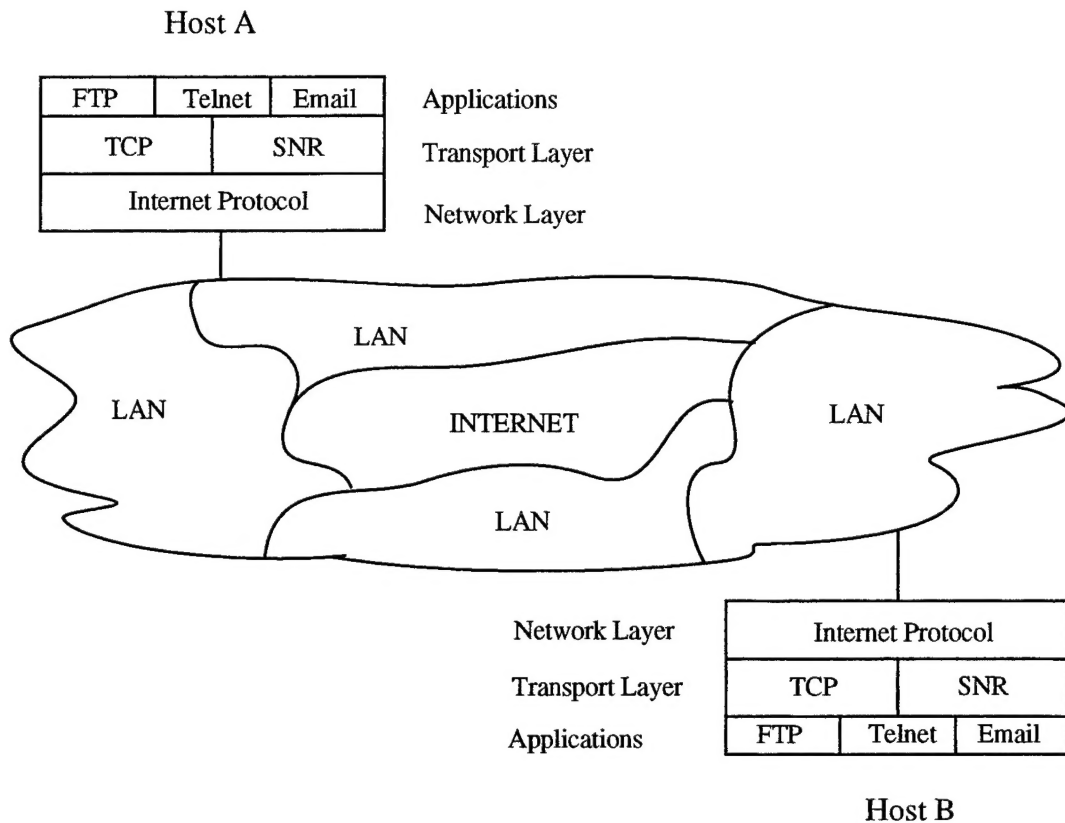 Host A
FTP Telnet Email Applications
TCP SNR Transport Layer
Internet Protocol Network Layer
LAN
LAN INTERNET LAN
LAN
Network Layer Internet Protocol
Transport Layer TCP SNR
Applications FTP Telnet Email
Host B